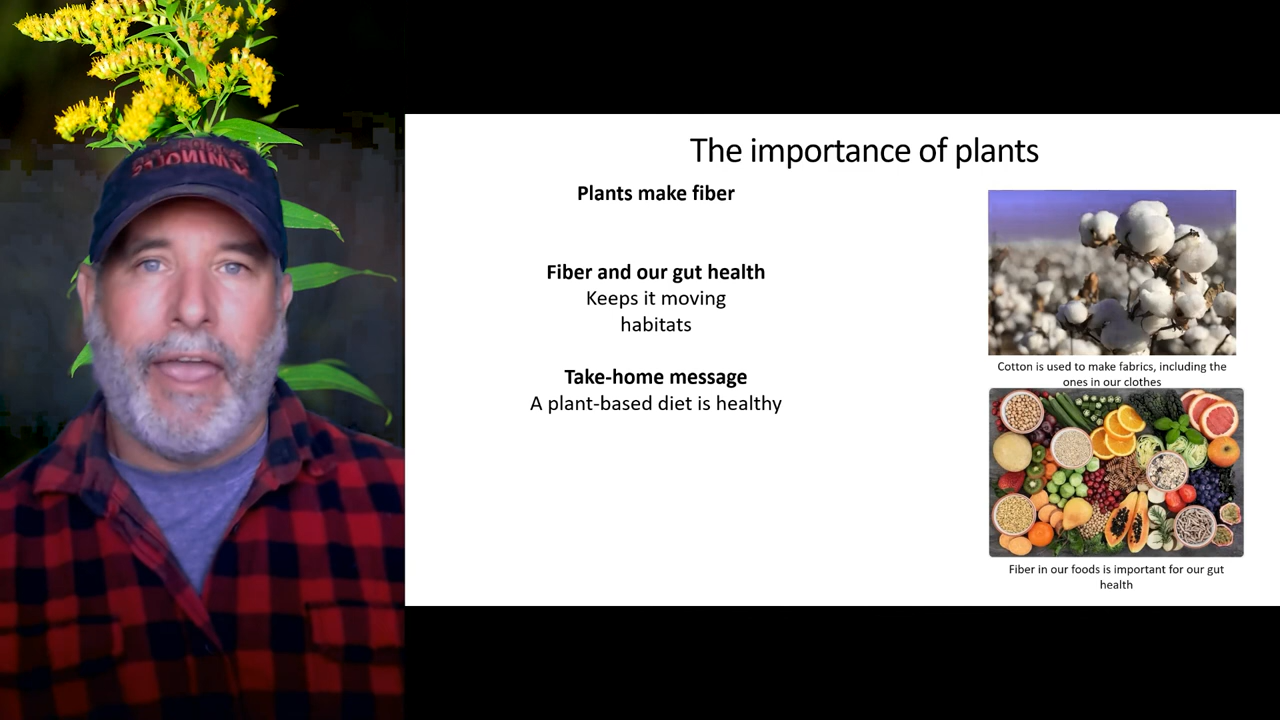 The importance of plants
Plants make fiber
Fiber and our gut health
Keeps it moving
habitats
Take-home message
A plant-based diet is healthy
Cotton is used to make fabrics, including the
ones in our clothes
Fiber in our foods is important for our gut
health